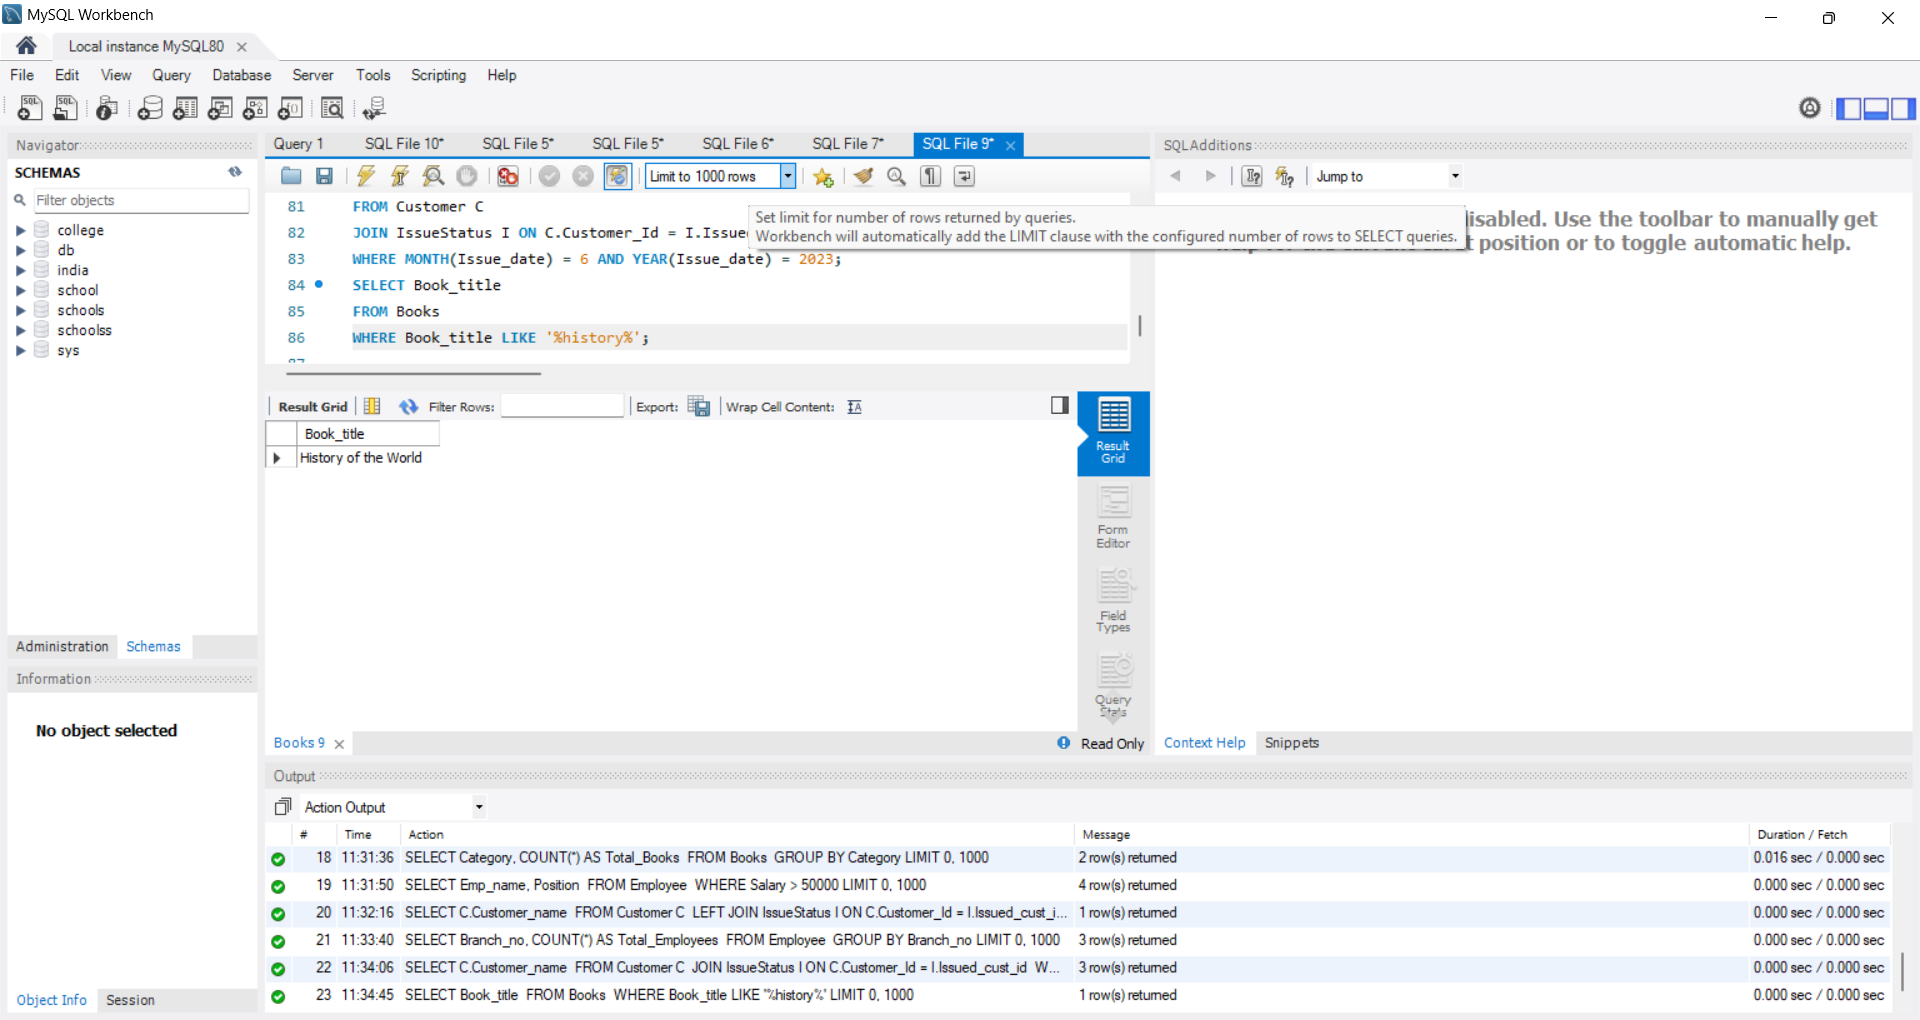 MySQL Workbench
Local instance MySQL80
File Edit View Query Database Server Tools Scripting Help
Navigator
SCHEMAS
Filter objects
college
db
india
school
schools
schoolss
sys
Administration Schemas
Information
No object selected
Object Info Session
Query 1 SQL File 10* SQL File 5* SQL File 5* SQL File 6* SQL File 7* SQL File 9*
Limit to 1000 rows
81 FROM Customer C
82 JOIN IssueStatus I ON C.Customer_Id = I.Issue
83 WHERE MONTH(Issue_date) = 6 AND YEAR(Issue_date) = 2023;
84 SELECT Book_title
85 FROM Books
86 WHERE Book_title LIKE '%history%';
87
Set limit for number of rows returned by queries.
Workbench will automatically add the LIMIT clause with the configured number of rows to SELECT queries.
Result Grid Filter Rows: Export: Wrap Cell Content:
Book_title
History of the World
Result
Grid
Form
Editor
Field
Types
Query
Stats
Books 9
Read Only
SQLAdditions
Jump to
disabled. Use the toolbar to manually get
t position or to toggle automatic help.
Context Help Snippets
Output
Action Output
# Time Action Message Duration / Fetch
18 11:31:36 SELECT Category, COUNT(*) AS Total_Books FROM Books GROUP BY Category LIMIT 0, 1000 2 row(s) returned 0.016 sec / 0.000 sec
19 11:31:50 SELECT Emp_name, Position FROM Employee WHERE Salary > 50000 LIMIT 0, 1000 4 row(s) returned 0.000 sec / 0.000 sec
20 11:32:16 SELECT C.Customer_name FROM Customer C LEFT JOIN IssueStatus I ON C.Customer_Id = I.Issued_cust_i... 1 row(s) returned 0.000 sec / 0.000 sec
21 11:33:40 SELECT Branch_no, COUNT(*) AS Total_Employees FROM Employee GROUP BY Branch_no LIMIT 0, 1000 3 row(s) returned 0.000 sec / 0.000 sec
22 11:34:06 SELECT C.Customer_name FROM Customer C JOIN IssueStatus I ON C.Customer_Id = I.Issued_cust_id W... 3 row(s) returned 0.000 sec / 0.000 sec
23 11:34:45 SELECT Book_title FROM Books WHERE Book_title LIKE '%history%' LIMIT 0, 1000 1 row(s) returned 0.000 sec / 0.000 sec